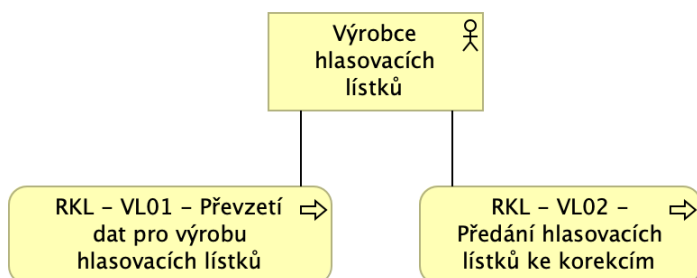 Výrobce
hlasovacích
lístků
RKL – VL01 – Převzetí
dat pro výrobu
hlasovacích lístků
RKL – VL02 –
Předání hlasovacích
lístků ke korekcím